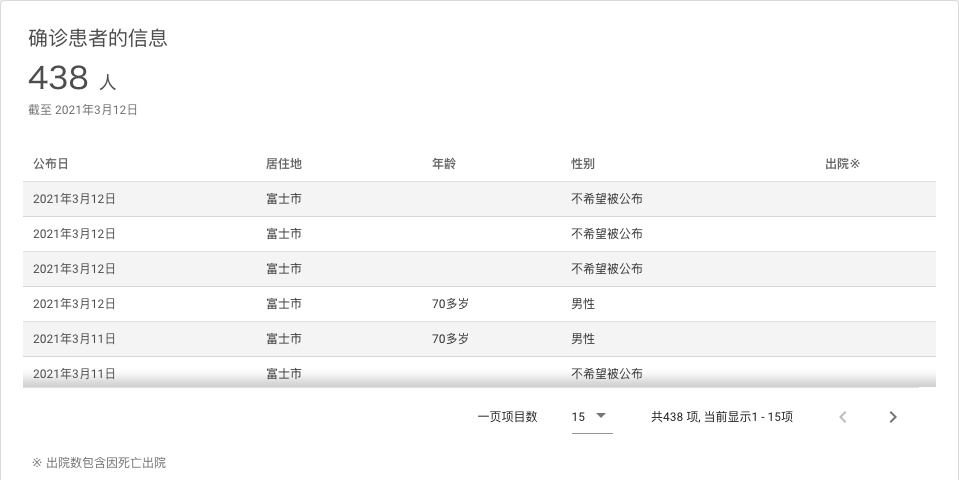 确诊患者的信息
438 人
截至 2021年3月12日
公布日 居住地 年龄 性别 出院※
2021年3月12日 富士市 不希望被公布
2021年3月12日 富士市 不希望被公布
2021年3月12日 富士市 不希望被公布
2021年3月12日 富士市 70多岁 男性
2021年3月11日 富士市 70多岁 男性
2021年3月11日 富士市 不希望被公布
一页项目数 15 共438 项, 当前显示1 - 15项
※ 出院数包含因死亡出院